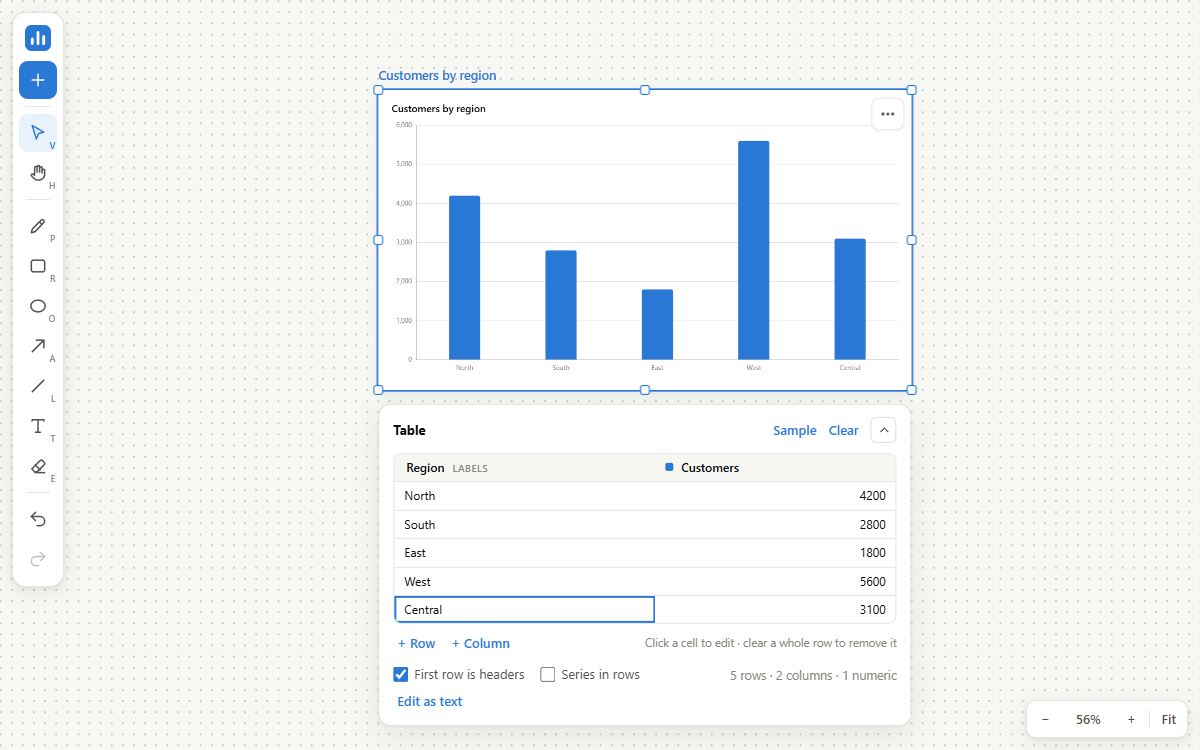 Customers by region
Customers by region
6,000
5,000
4,000
3,000
2,000
1,000
0
North South East West Central
V
H
P
R
O
A
L
T
E
Table Sample Clear
Region LABELS Customers
North 4200
South 2800
East 1800
West 5600
Central 3100
+ Row + Column Click a cell to edit · clear a whole row to remove it
First row is headers Series in rows 5 rows · 2 columns · 1 numeric
Edit as text
− 56% + Fit